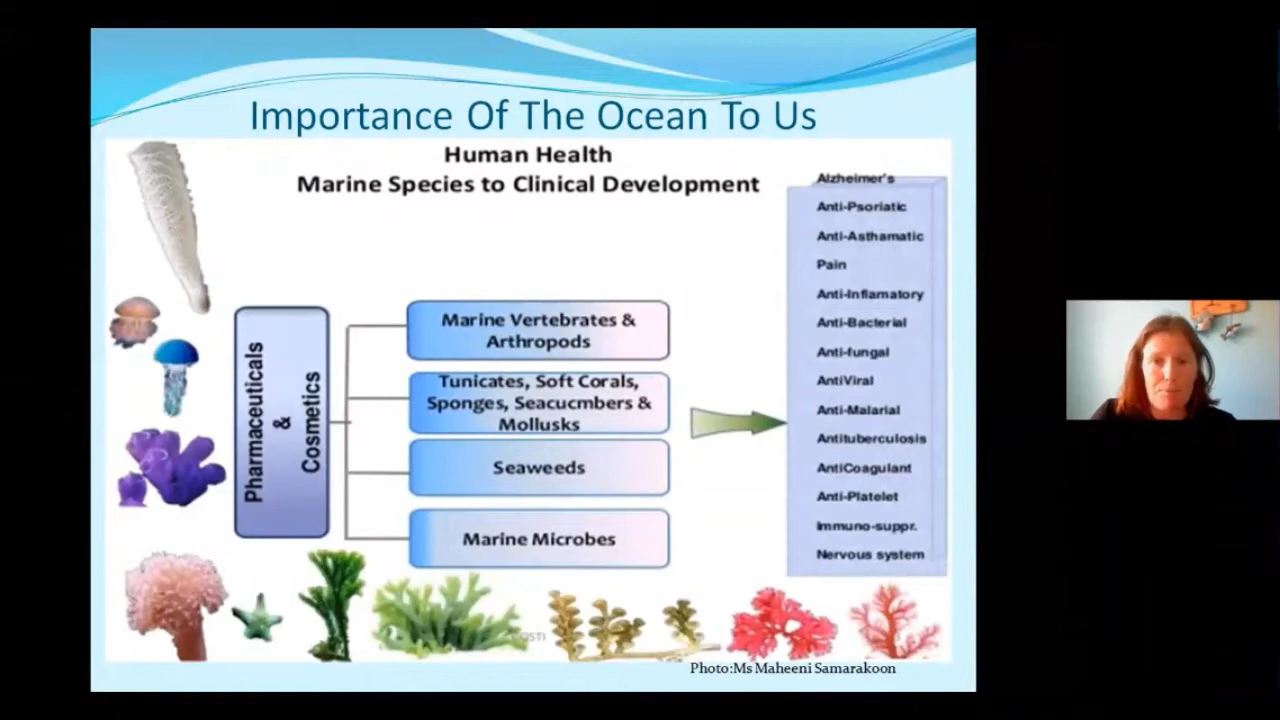 Importance Of The Ocean To Us
Human Health
Marine Species to Clinical Development
Pharmaceuticals
&
Cosmetics
Marine Vertebrates &
Arthropods
Tunicates, Soft Corals,
Sponges, Seacucmbers &
Mollusks
Seaweeds
Marine Microbes
Alzheimer's
Anti-Psoriatic
Anti-Asthamatic
Pain
Anti-Inflamatory
Anti-Bacterial
Anti-fungal
AntiViral
Anti-Malarial
Antituberculosis
AntiCoagulant
Anti-Platelet
Immuno-suppr.
Nervous system
Photo:Ms Maheeni Samarakoon